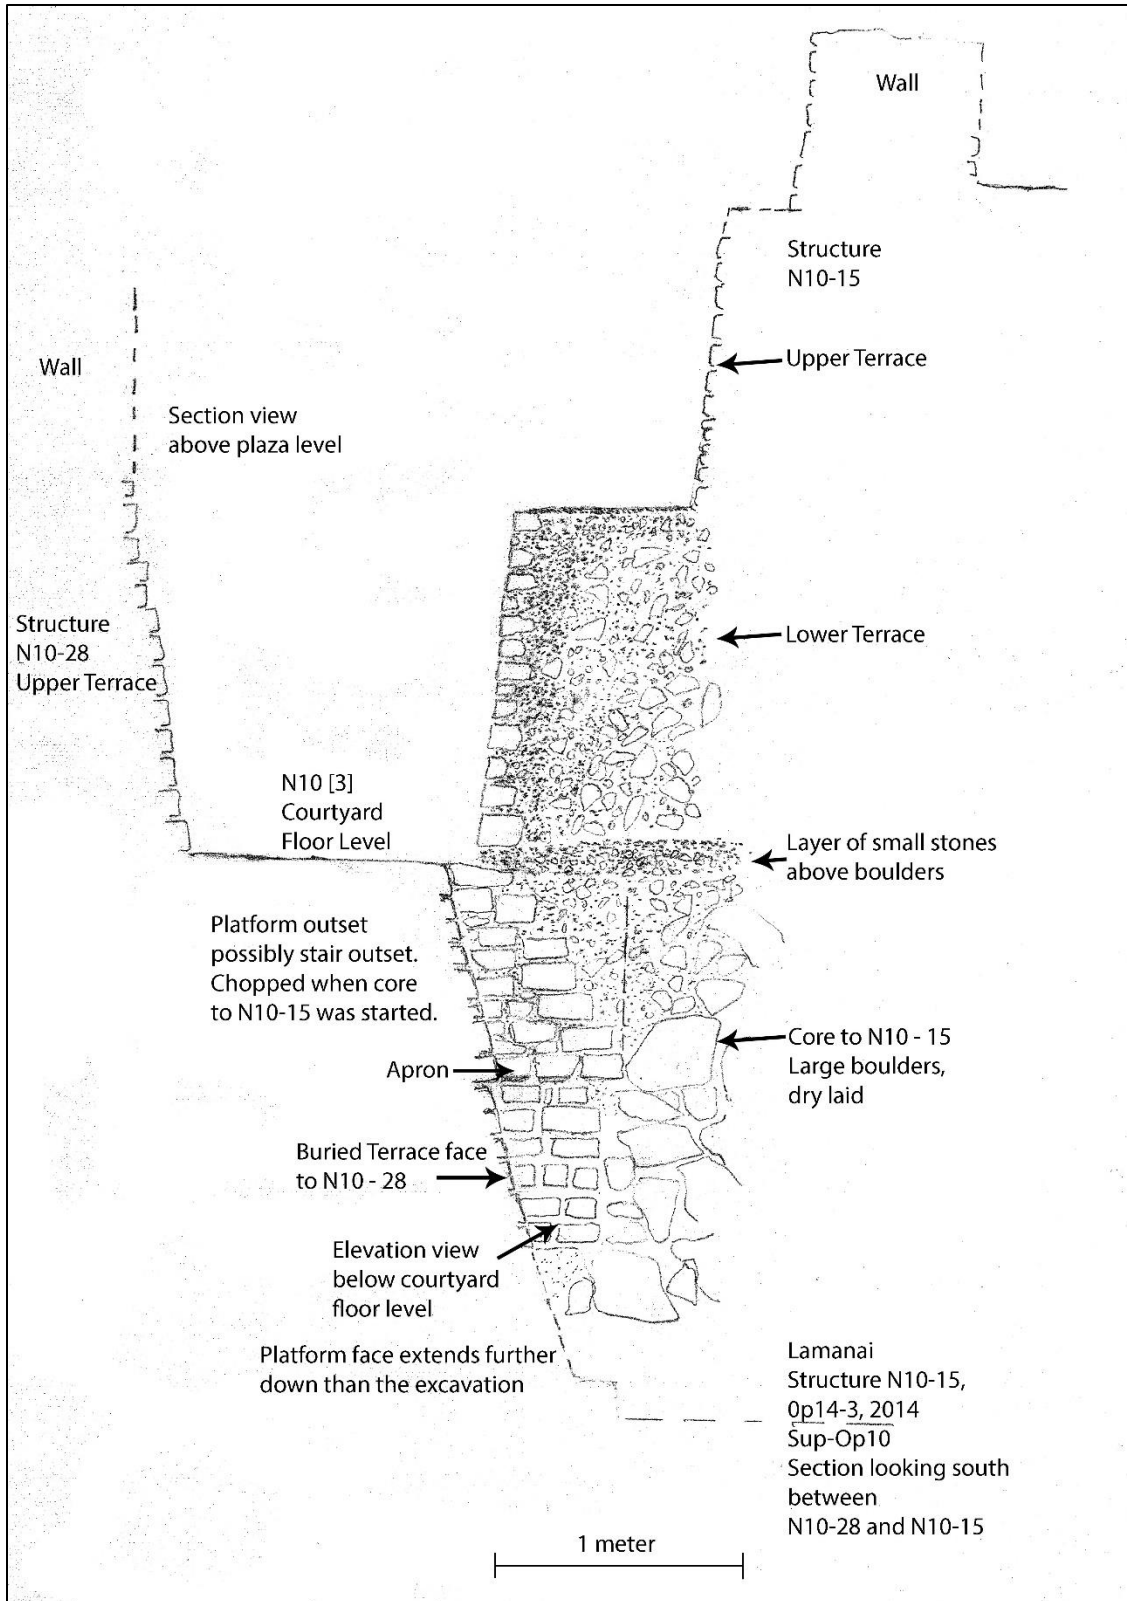 Wall
Structure
N10-15
Upper Terrace
Wall
Section view
above plaza level
Structure
N10-28
Upper Terrace
Lower Terrace
N10 [3]
Courtyard
Floor Level
Layer of small stones
above boulders
Platform outset
possibly stair outset.
Chopped when core
to N10-15 was started.
Core to N10 - 15
Large boulders,
dry laid
Apron
Buried Terrace face
to N10 - 28
Elevation view
below courtyard
floor level
Platform face extends further
down than the excavation
Lamanai
Structure N10-15,
0p14-3, 2014
Sup-Op10
Section looking south
between
N10-28 and N10-15
1 meter